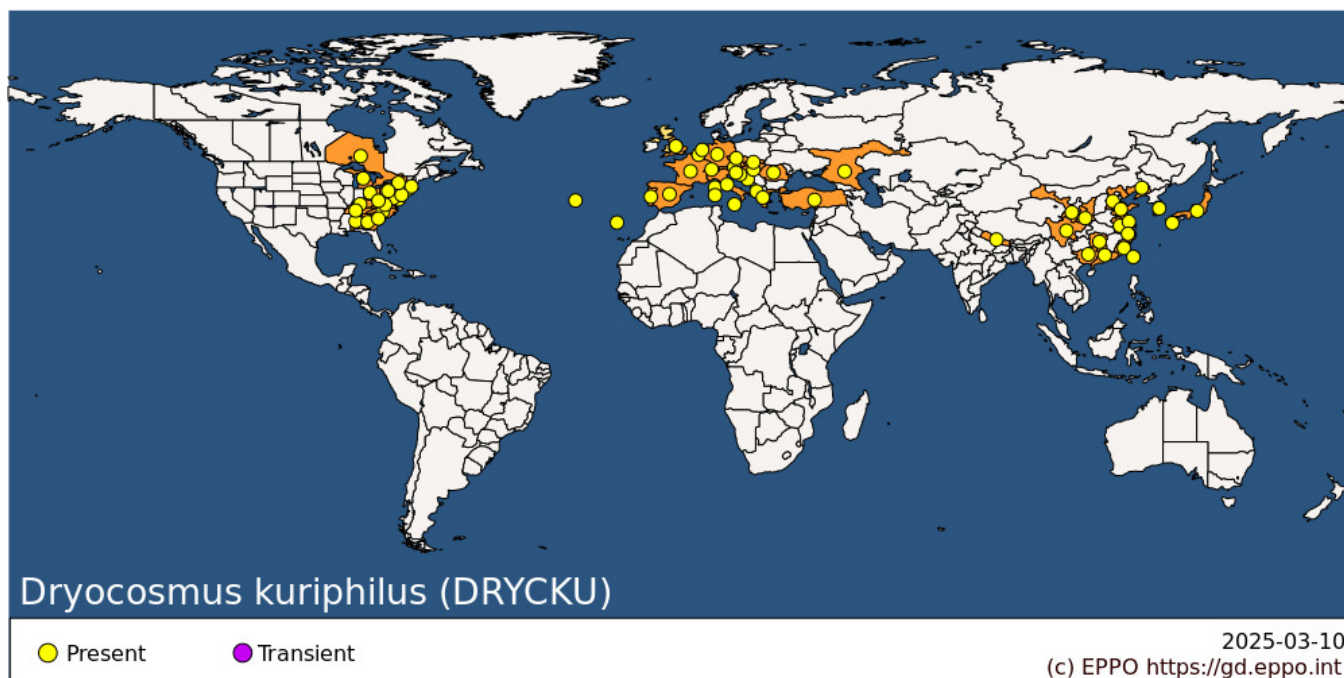 Dryocosmus kuriphilus (DRYCKU)
Present
Transient
2025-03-10
(c) EPPO https://gd.eppo.int